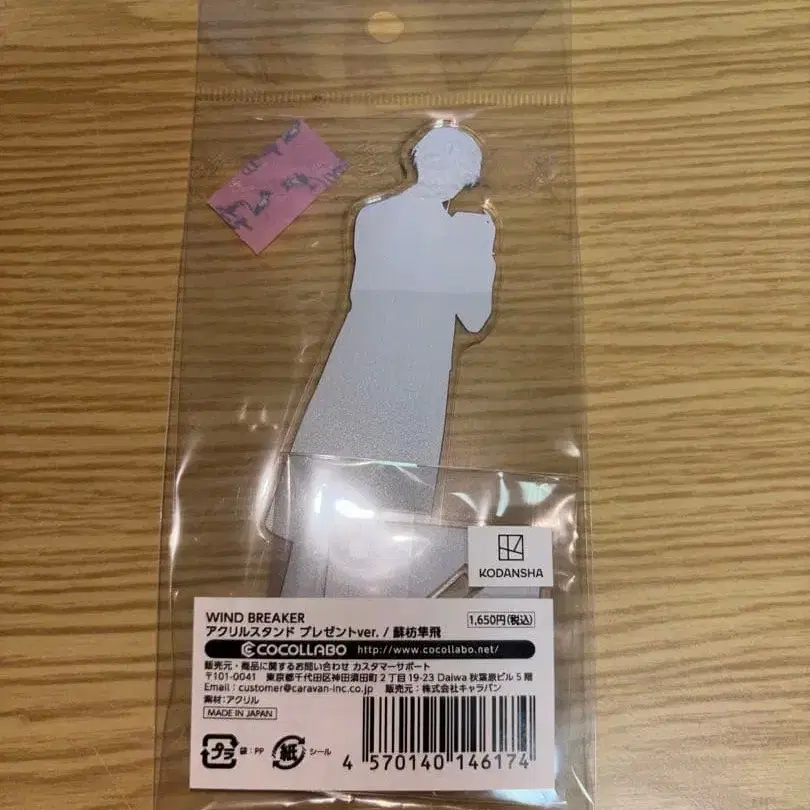 KODANSHA
WIND BREAKER 1,650円(税込)
アクリルスタンド プレゼントver. / 蘇枋隼飛
COCOLLABO http://www.cocollabo.net/
販売元・商品に関するお問い合わせ カスタマーサポート
〒101-0041 東京都千代田区神田須田町2丁目19-23 Daiwa秋葉原ビル5階
Email:customer@caravan-inc.co.jp 販売元:株式会社キャラバン
素材:アクリル
MADE IN JAPAN
プラ 袋:PP 紙 シール
4 570140 146174